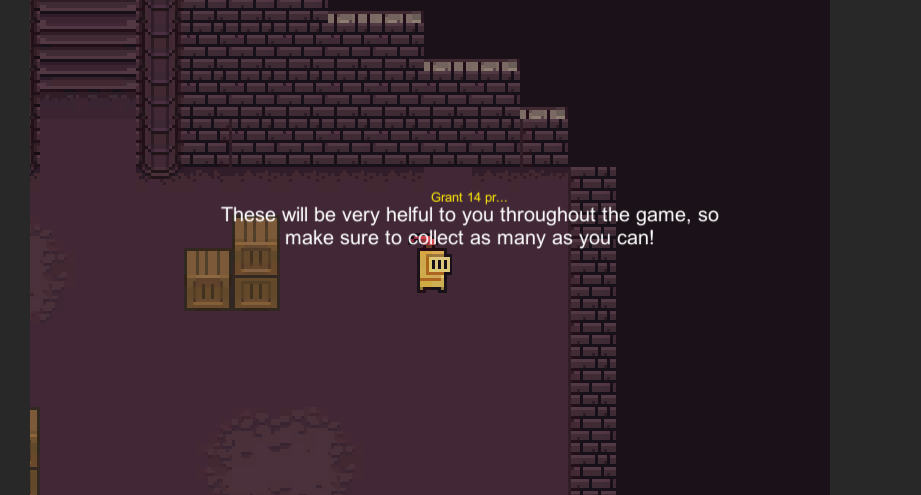 Grant 14 pr...
These will be very helful to you throughout the game, so
make sure to collect as many as you can!